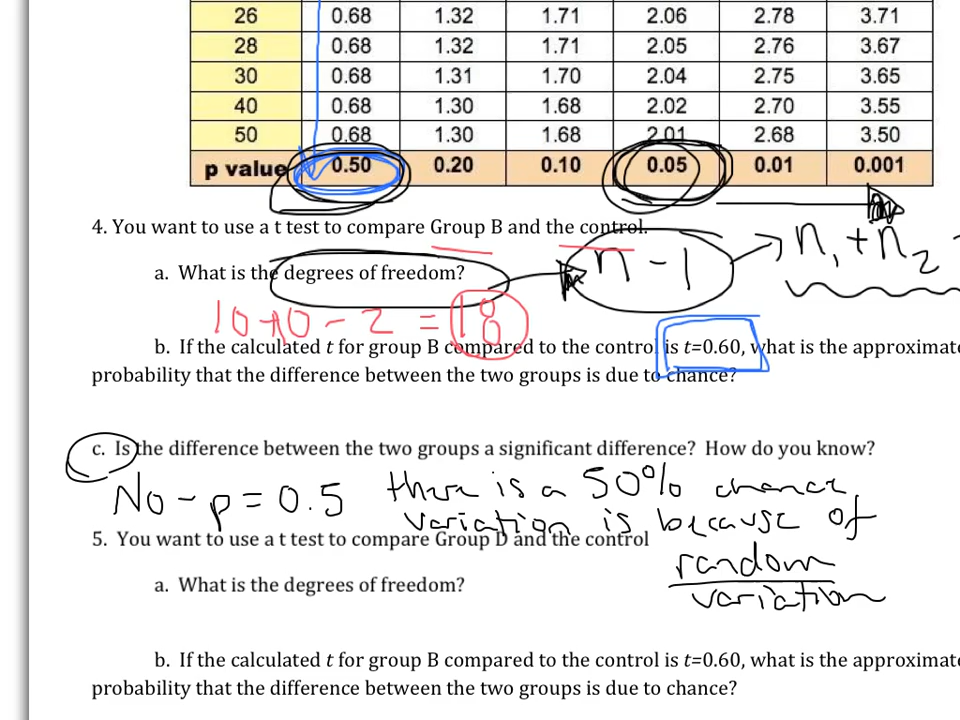 26 0.68 1.32 1.71 2.06 2.78 3.71
28 0.68 1.32 1.71 2.05 2.76 3.67
30 0.68 1.31 1.70 2.04 2.75 3.65
40 0.68 1.30 1.68 2.02 2.70 3.55
50 0.68 1.30 1.68 2.01 2.68 3.50
p value 0.50 0.20 0.10 0.05 0.01 0.001
4. You want to use a t test to compare Group B and the control.
n - 1 n₁ + n₂
a. What is the degrees of freedom?
10+10 - 2 = 18
b. If the calculated t for group B compared to the control is t=0.60, what is the approximate
probability that the difference between the two groups is due to chance?
c. Is the difference between the two groups a significant difference? How do you know?
No - p = 0.5 there is a 50% chance
variation is because of
random
variation
5. You want to use a t test to compare Group D and the control
a. What is the degrees of freedom?
b. If the calculated t for group B compared to the control is t=0.60, what is the approximate
probability that the difference between the two groups is due to chance?